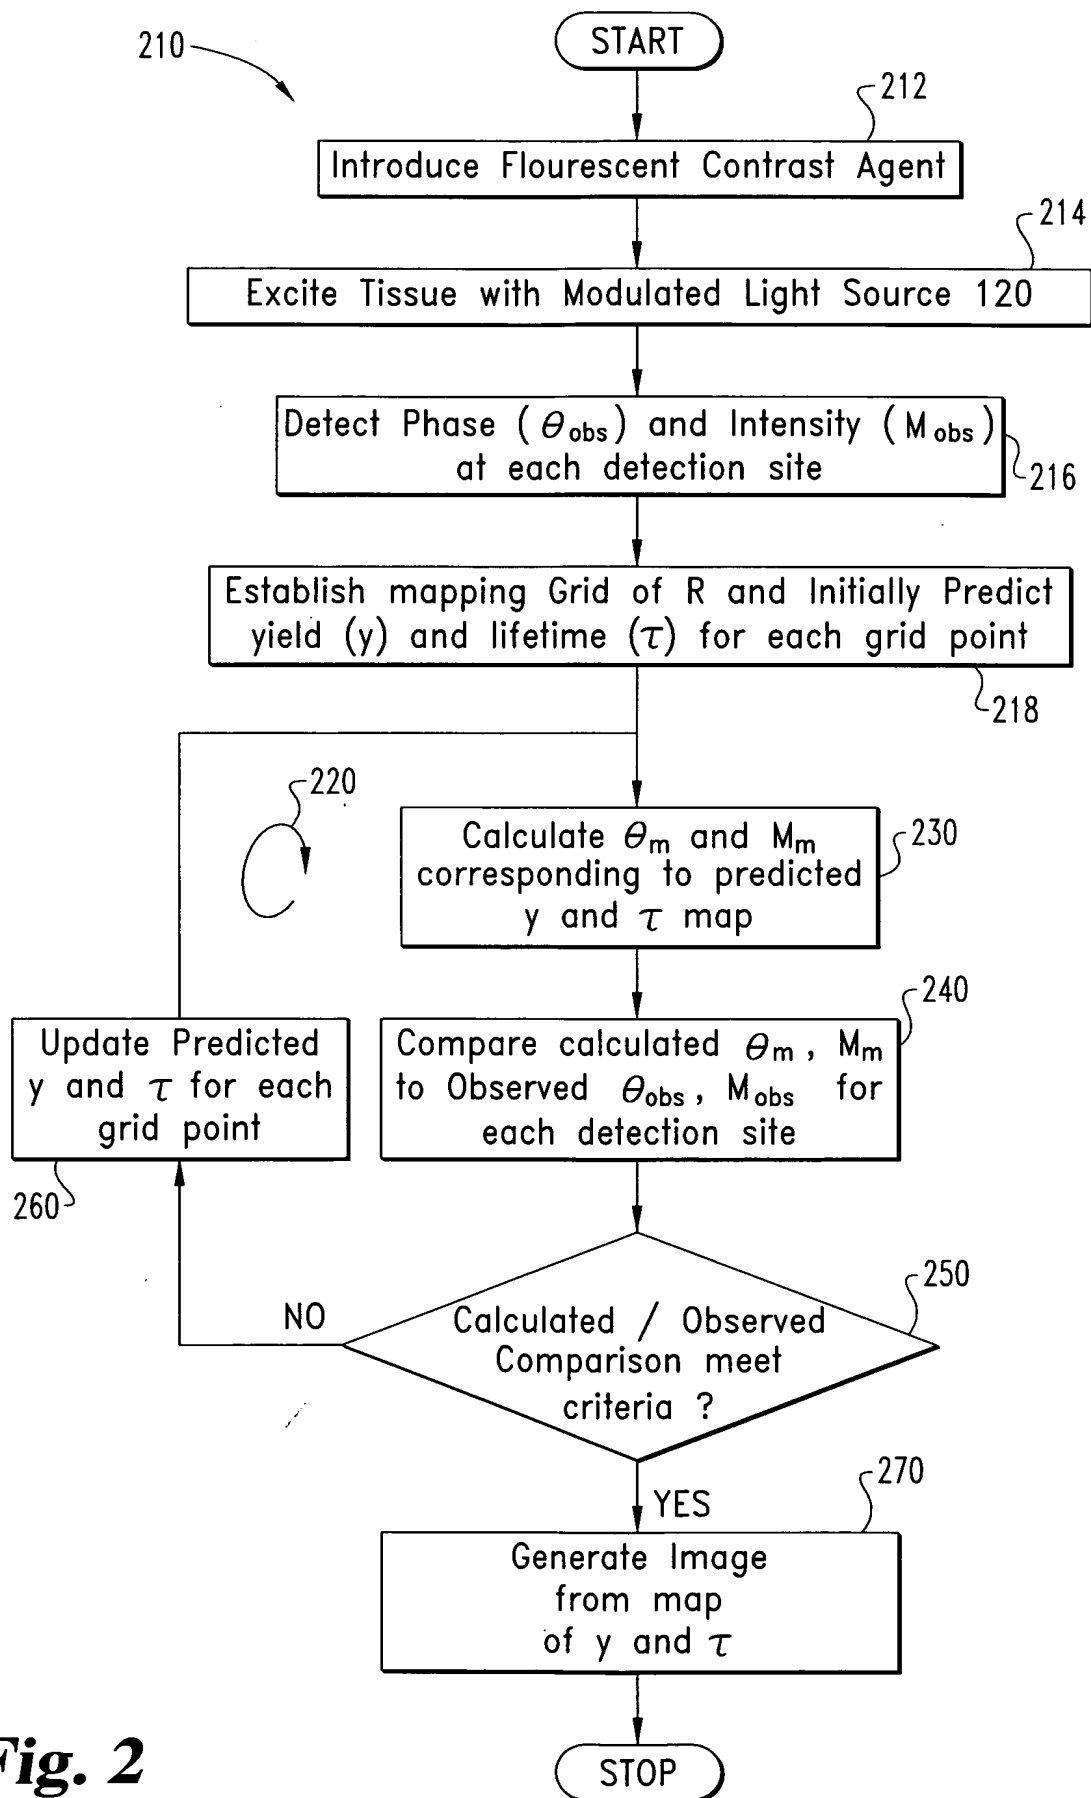 START
210
212
Introduce Flourescent Contrast Agent
214
Excite Tissue with Modulated Light Source 120
Detect Phase (θobs) and Intensity (Mobs)
at each detection site
216
Establish mapping Grid of R and Initially Predict
yield (y) and lifetime (τ) for each grid point
218
220
Calculate θm and Mm
corresponding to predicted
y and τ map
230
240
Compare calculated θm, Mm
to Observed θobs, Mobs for
each detection site
Update Predicted
y and τ for each
grid point
260
250
Calculated / Observed
Comparison meet
criteria ?
NO
YES
270
Generate Image
from map
of y and τ
STOP
Fig. 2